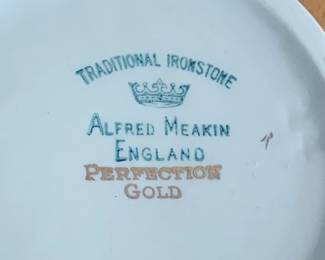 TRADITIONAL IRONSTONE
ALFRED MEAKIN
ENGLAND
PERFECTION
GOLD